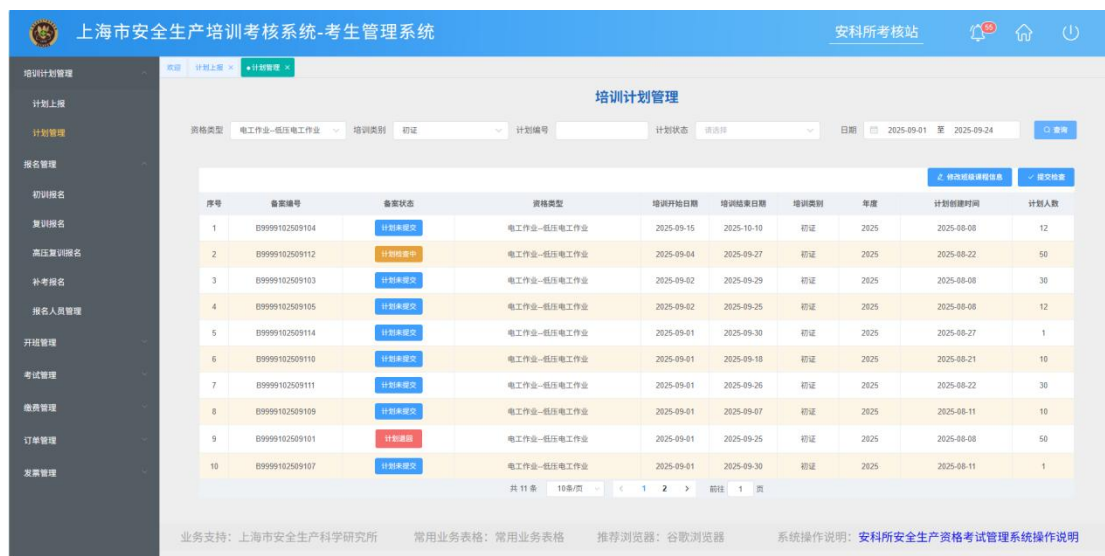 上海市安全生产培训考核系统-考生管理系统 安科所考核站 55
培训计划管理
计划上报
计划管理
报名管理
初训报名
复训报名
高压复训报名
补考报名
报名人员管理
开班管理
考试管理
缴费管理
订单管理
发票管理
欢迎 计划上报 × ●计划管理 ×
培训计划管理
资格类型 电工作业--低压电工作业 培训类别 初证 计划编号 计划状态 请选择 日期 2025-09-01 至 2025-09-24 查询
修改班级课程信息 提交检查
序号 备案编号 备案状态 资格类型 培训开始日期 培训结束日期 培训类别 年度 计划创建时间 计划人数
1 B9999102509104 计划未提交 电工作业--低压电工作业 2025-09-15 2025-10-10 初证 2025 2025-08-08 12
2 B9999102509112 计划检查中 电工作业--低压电工作业 2025-09-04 2025-09-27 初证 2025 2025-08-22 50
3 B9999102509103 计划未提交 电工作业--低压电工作业 2025-09-02 2025-09-29 初证 2025 2025-08-08 30
4 B9999102509105 计划未提交 电工作业--低压电工作业 2025-09-02 2025-09-25 初证 2025 2025-08-08 12
5 B9999102509114 计划未提交 电工作业--低压电工作业 2025-09-01 2025-09-30 初证 2025 2025-08-27 1
6 B9999102509110 计划未提交 电工作业--低压电工作业 2025-09-01 2025-09-18 初证 2025 2025-08-21 10
7 B9999102509111 计划未提交 电工作业--低压电工作业 2025-09-01 2025-09-26 初证 2025 2025-08-22 30
8 B9999102509109 计划未提交 电工作业--低压电工作业 2025-09-01 2025-09-07 初证 2025 2025-08-11 10
9 B9999102509101 计划退回 电工作业--低压电工作业 2025-09-01 2025-09-25 初证 2025 2025-08-08 50
10 B9999102509107 计划未提交 电工作业--低压电工作业 2025-09-01 2025-09-30 初证 2025 2025-08-11 1
共 11 条 10条/页 < 1 2 > 前往 1 页
业务支持：上海市安全生产科学研究所 常用业务表格：常用业务表格 推荐浏览器：谷歌浏览器 系统操作说明：安科所安全生产资格考试管理系统操作说明